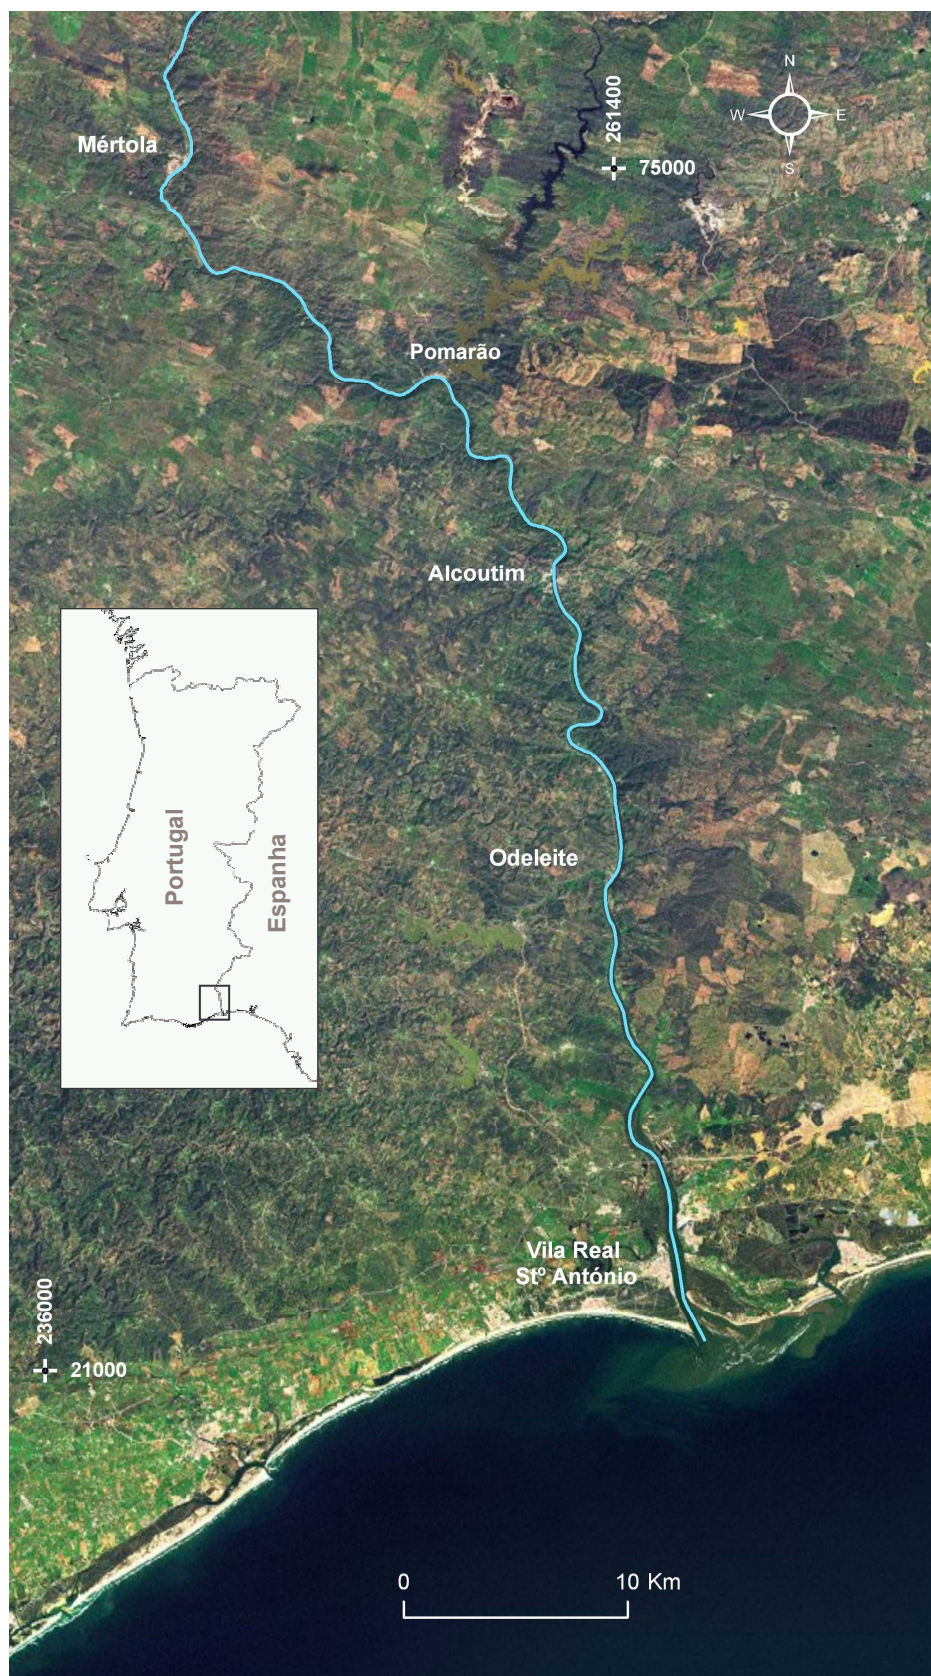 N
W E
S
261400
75000
Mértola
Pomarão
Alcoutim
Portugal
Espanha
Odeleite
Vila Real
Stº António
236000
21000
0 10 Km